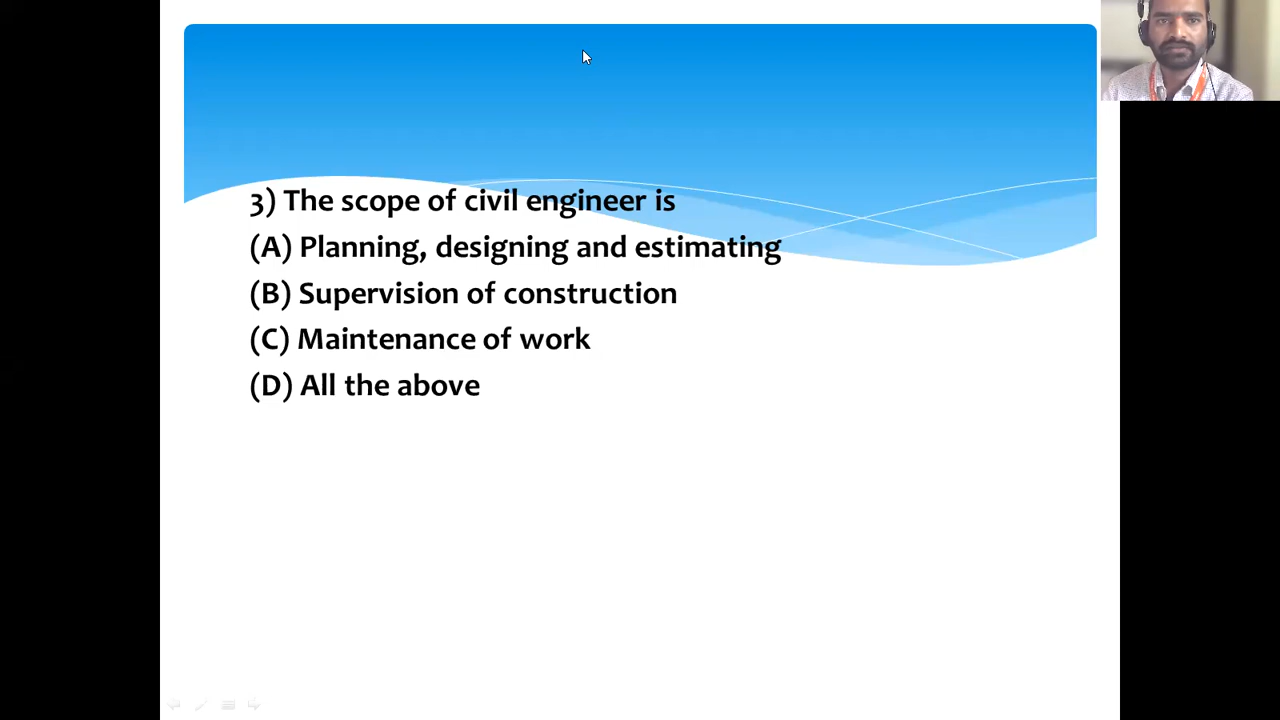 3) The scope of civil engineer is
(A) Planning, designing and estimating
(B) Supervision of construction
(C) Maintenance of work
(D) All the above